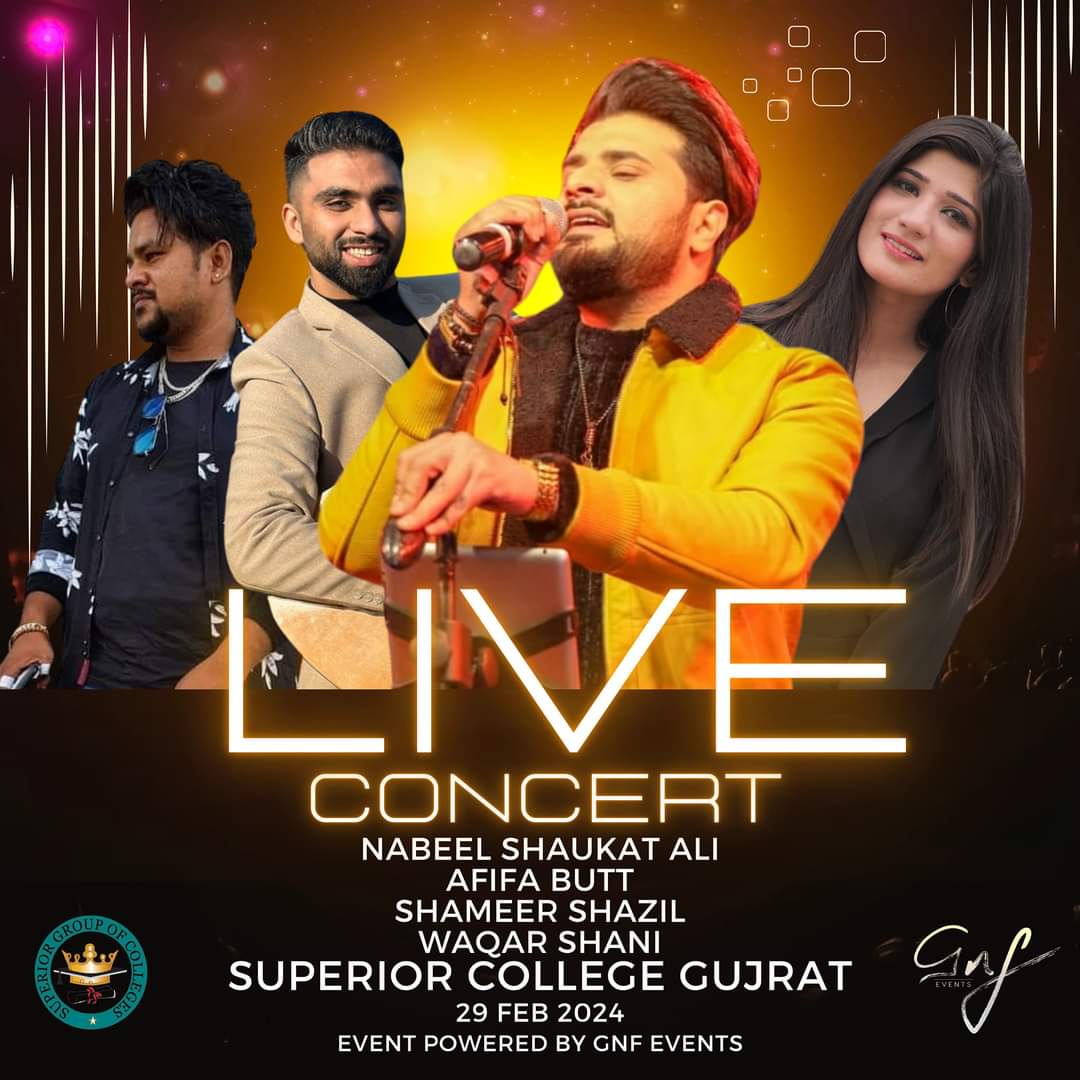 LIVE
CONCERT
NABEEL SHAUKAT ALI
AFIFA BUTT
SHAMEER SHAZIL
WAQAR SHANI
SUPERIOR COLLEGE GUJRAT
29 FEB 2024
EVENT POWERED BY GNF EVENTS
SUPERIOR GROUP OF COLLEGES
Gnf
EVENTS